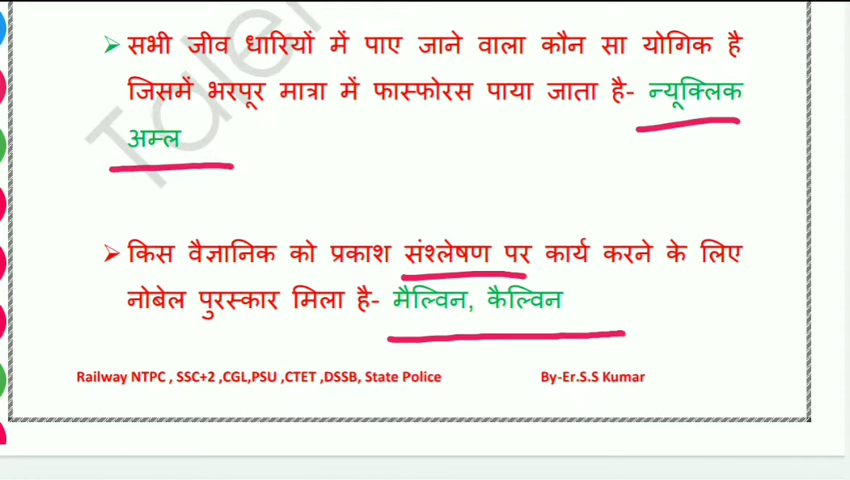 सभी जीव धारियों में पाए जाने वाला कौन सा योगिक है
जिसमें भरपूर मात्रा में फास्फोरस पाया जाता है- न्यूक्लिक
अम्ल
किस वैज्ञानिक को प्रकाश संश्लेषण पर कार्य करने के लिए
नोबेल पुरस्कार मिला है- मैल्विन, कैल्विन
Railway NTPC , SSC+2 ,CGL,PSU ,CTET ,DSSB, State Police By-Er.S.S Kumar